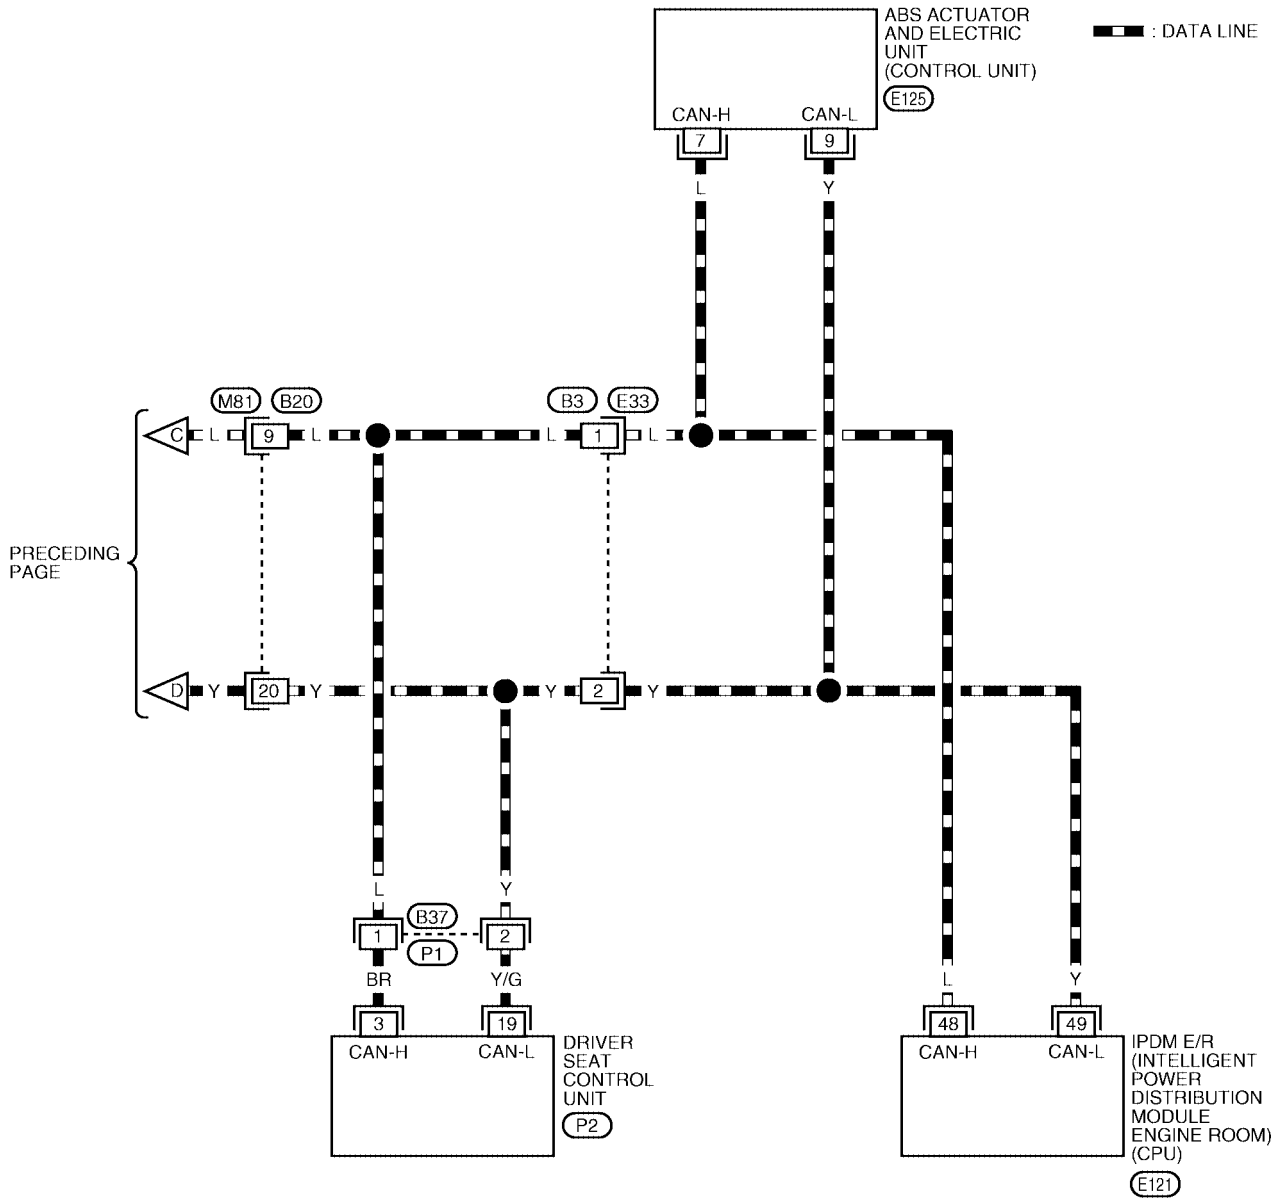 ABS ACTUATOR
AND ELECTRIC
UNIT
(CONTROL UNIT)
E125
: DATA LINE
CAN-H
CAN-L
7
9
L
Y
M81
B20
B3
E33
C
L
9
L
L
1
L
PRECEDING
PAGE
D
Y
20
Y
Y
2
Y
L
Y
B37
1
2
P1
BR
Y/G
L
Y
3
19
48
49
CAN-H
CAN-L
DRIVER
SEAT
CONTROL
UNIT
P2
CAN-H
CAN-L
IPDM E/R
(INTELLIGENT
POWER
DISTRIBUTION
MODULE
ENGINE ROOM)
(CPU)
E121